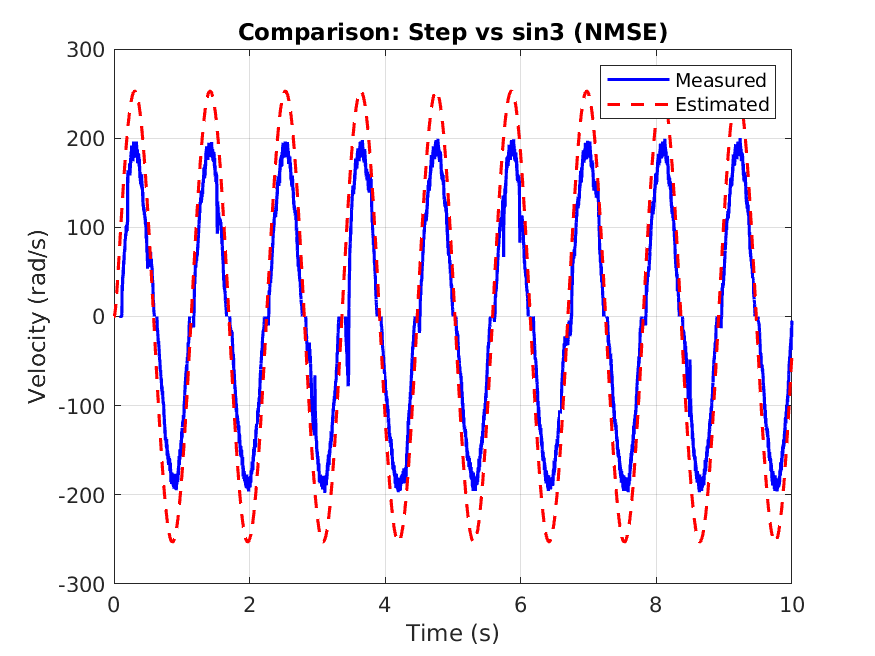 Comparison: Step vs sin3 (NMSE)
Measured
Estimated
300
200
100
0
-100
-200
-300
Velocity (rad/s)
0 2 4 6 8 10
Time (s)